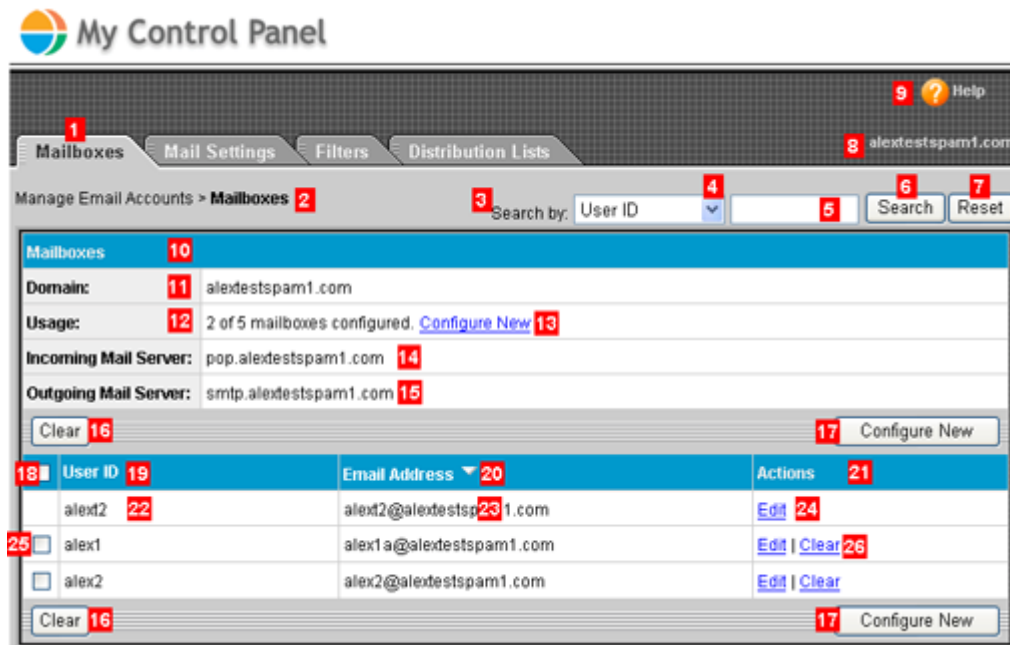 My Control Panel
9 ? Help
1
Mailboxes Mail Settings Filters Distribution Lists 8 alextestspam1.com
Manage Email Accounts > Mailboxes 2 3 Search by: User ID 4 5 6 Search 7 Reset
Mailboxes 10
Domain: 11 alextestspam1.com
Usage: 12 2 of 5 mailboxes configured. Configure New 13
Incoming Mail Server: pop.alextestspam1.com 14
Outgoing Mail Server: smtp.alextestspam1.com 15
Clear 16 17 Configure New
18 User ID 19 Email Address 20 Actions 21
alext2 22 alext2@alextestsp 23 1.com Edit 24
25 alex1 alex1a@alextestspam1.com Edit | Clear 26
alex2 alex2@alextestspam1.com Edit | Clear
Clear 16 17 Configure New